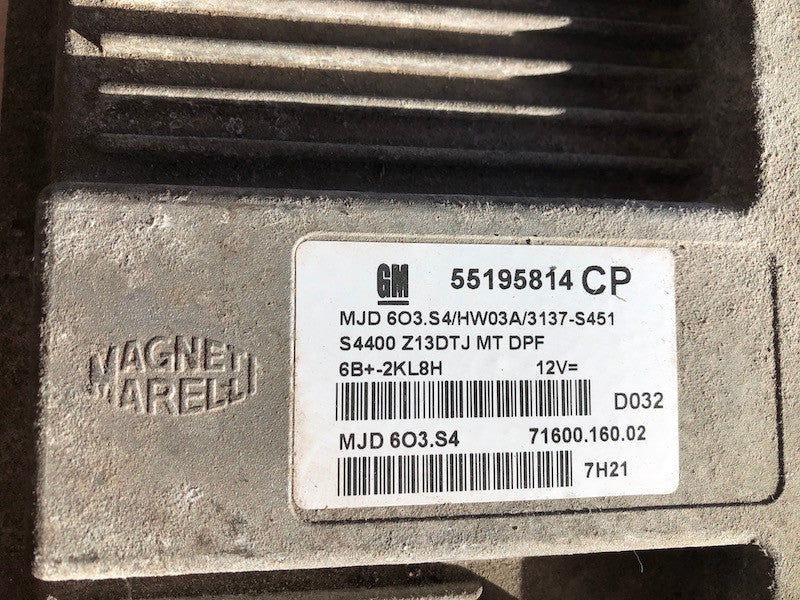 GM 55195814 CP
MJD 6O3.S4/HW03A/3137-S451
S4400 Z13DTJ MT DPF
6B+-2KL8H 12V=
D032
MJD 6O3.S4 71600.160.02
7H21
MAGNETI
MARELLI